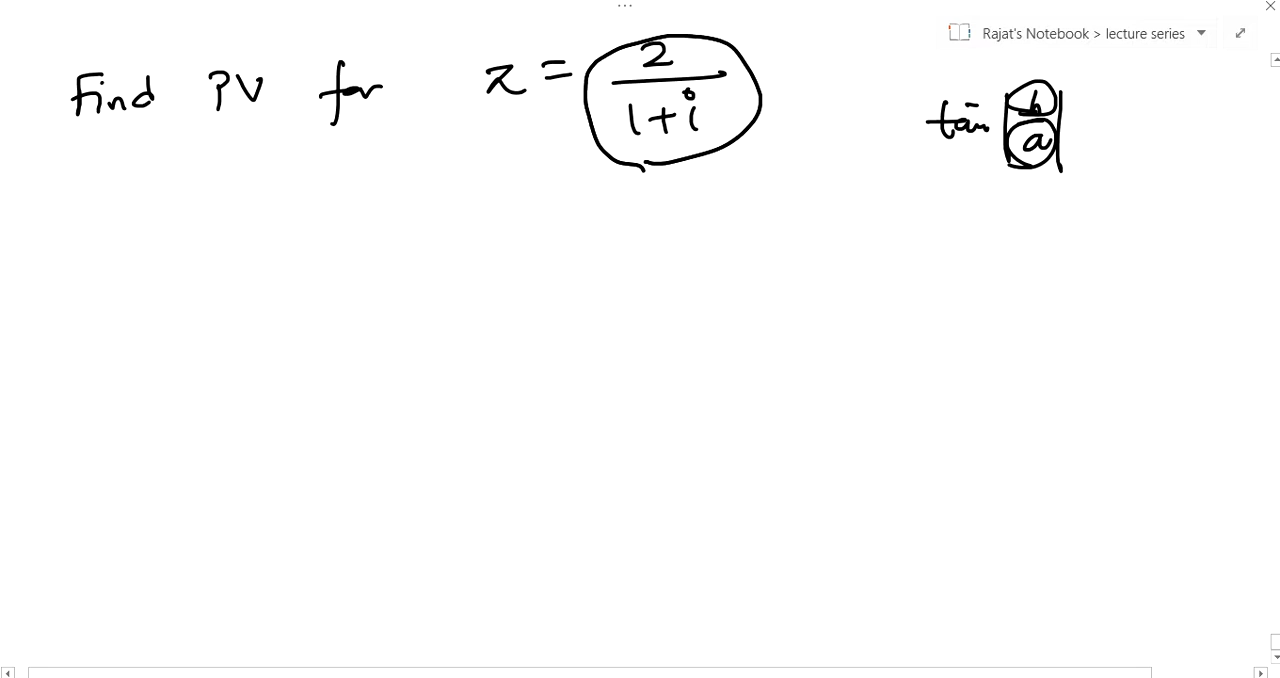 Rajat's Notebook > lecture series
Find PV for z = 2/(1+i)
tan⁻ |b/a|